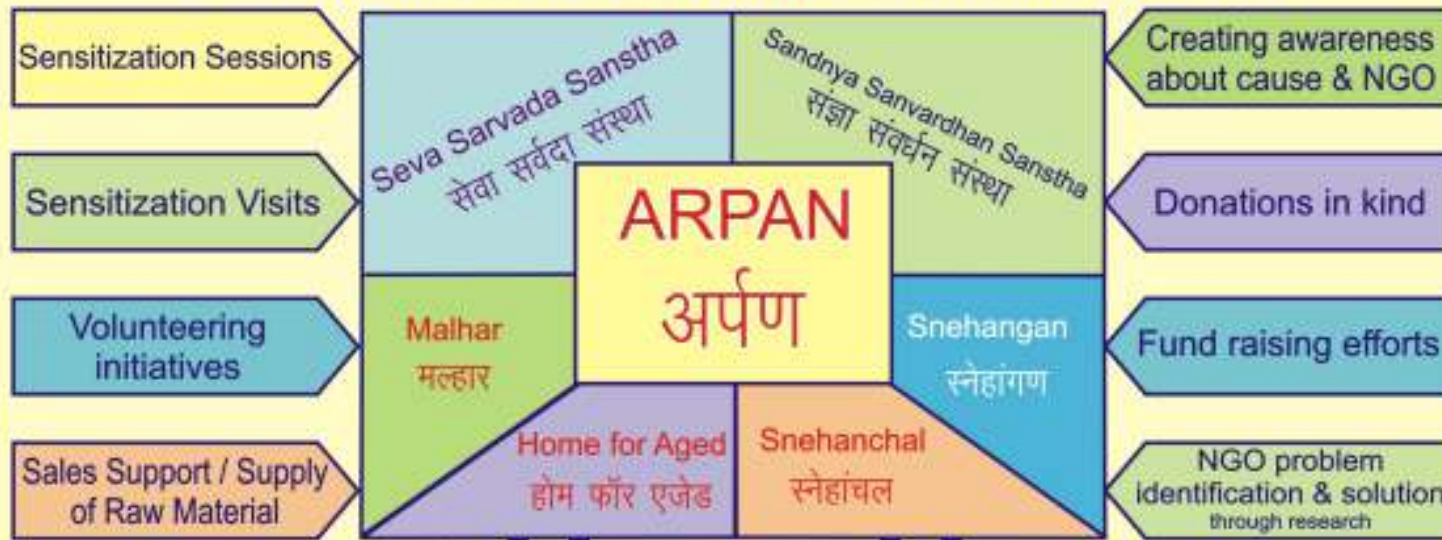 Sensitization Sessions
Sensitization Visits
Volunteering
initiatives
Sales Support / Supply
of Raw Material
Seva Sarvada Sanstha
सेवा सर्वदा संस्था
Sandnya Sanvardhan Sanstha
संज्ञा संवर्धन संस्था
ARPAN
अर्पण
Malhar
मल्हार
Snehangan
स्नेहांगण
Home for Aged
होम फॉर एजेड
Snehanchal
स्नेहांचल
Creating awareness
about cause & NGO
Donations in kind
Fund raising efforts
NGO problem
identification & solution
through research